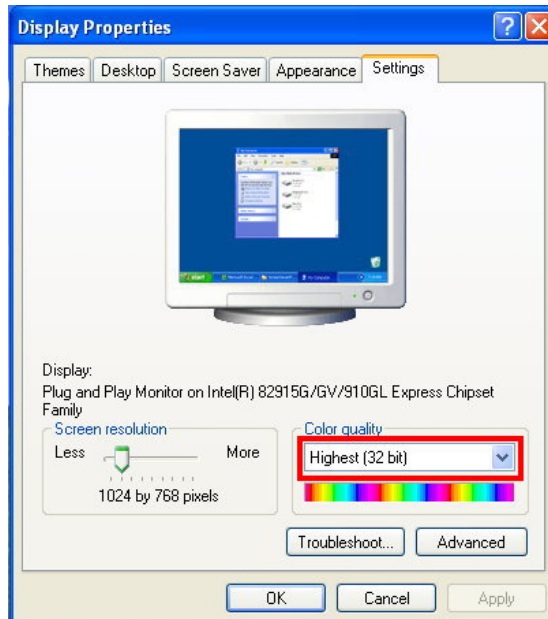 Display Properties
Themes Desktop Screen Saver Appearance Settings
start
Display:
Plug and Play Monitor on Intel(R) 82915G/GV/910GL Express Chipset
Family
Screen resolution
Less More
1024 by 768 pixels
Color quality
Highest (32 bit)
Troubleshoot... Advanced
OK Cancel Apply